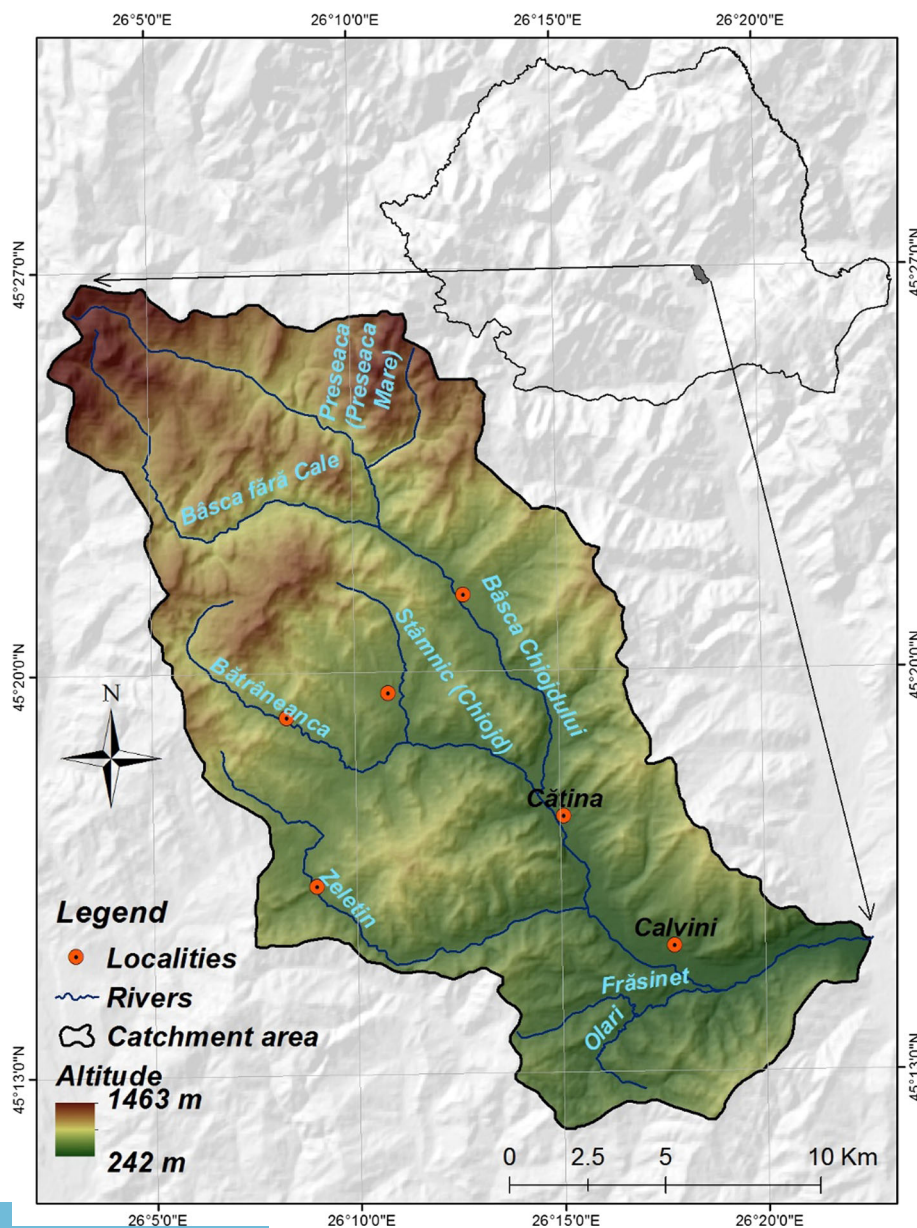 26°5'0"E
26°10'0"E
26°15'0"E
26°20'0"E
45°27'0"N
45°27'0"N
Preseaca
(Preseaca
Mare)
Bâsca fără Cale
Bâsca Chiojdului
Stâmnic (Chiojd)
Bătrâneanca
45°20'0"N
45°20'0"N
N
Cătina
Zeletin
Calvini
Frăsinet
Olari
Legend
Localities
Rivers
Catchment area
Altitude
1463 m
242 m
45°13'0"N
45°13'0"N
0 2.5 5 10 Km
26°5'0"E
26°10'0"E
26°15'0"E
26°20'0"E